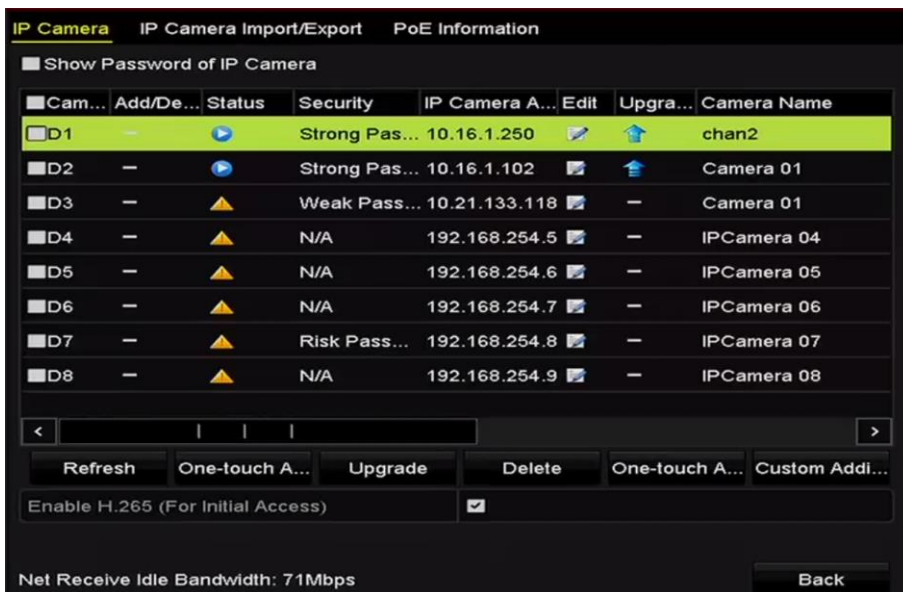 IP Camera IP Camera Import/Export PoE Information
Show Password of IP Camera
Cam... Add/De... Status Security IP Camera A... Edit Upgra... Camera Name
D1 – Strong Pas... 10.16.1.250 chan2
D2 – Strong Pas... 10.16.1.102 Camera 01
D3 – Weak Pass... 10.21.133.118 – Camera 01
D4 – N/A 192.168.254.5 – IPCamera 04
D5 – N/A 192.168.254.6 – IPCamera 05
D6 – N/A 192.168.254.7 – IPCamera 06
D7 – Risk Pass... 192.168.254.8 – IPCamera 07
D8 – N/A 192.168.254.9 – IPCamera 08
< >
Refresh One-touch A... Upgrade Delete One-touch A... Custom Addi...
Enable H.265 (For Initial Access)
Net Receive Idle Bandwidth: 71Mbps Back